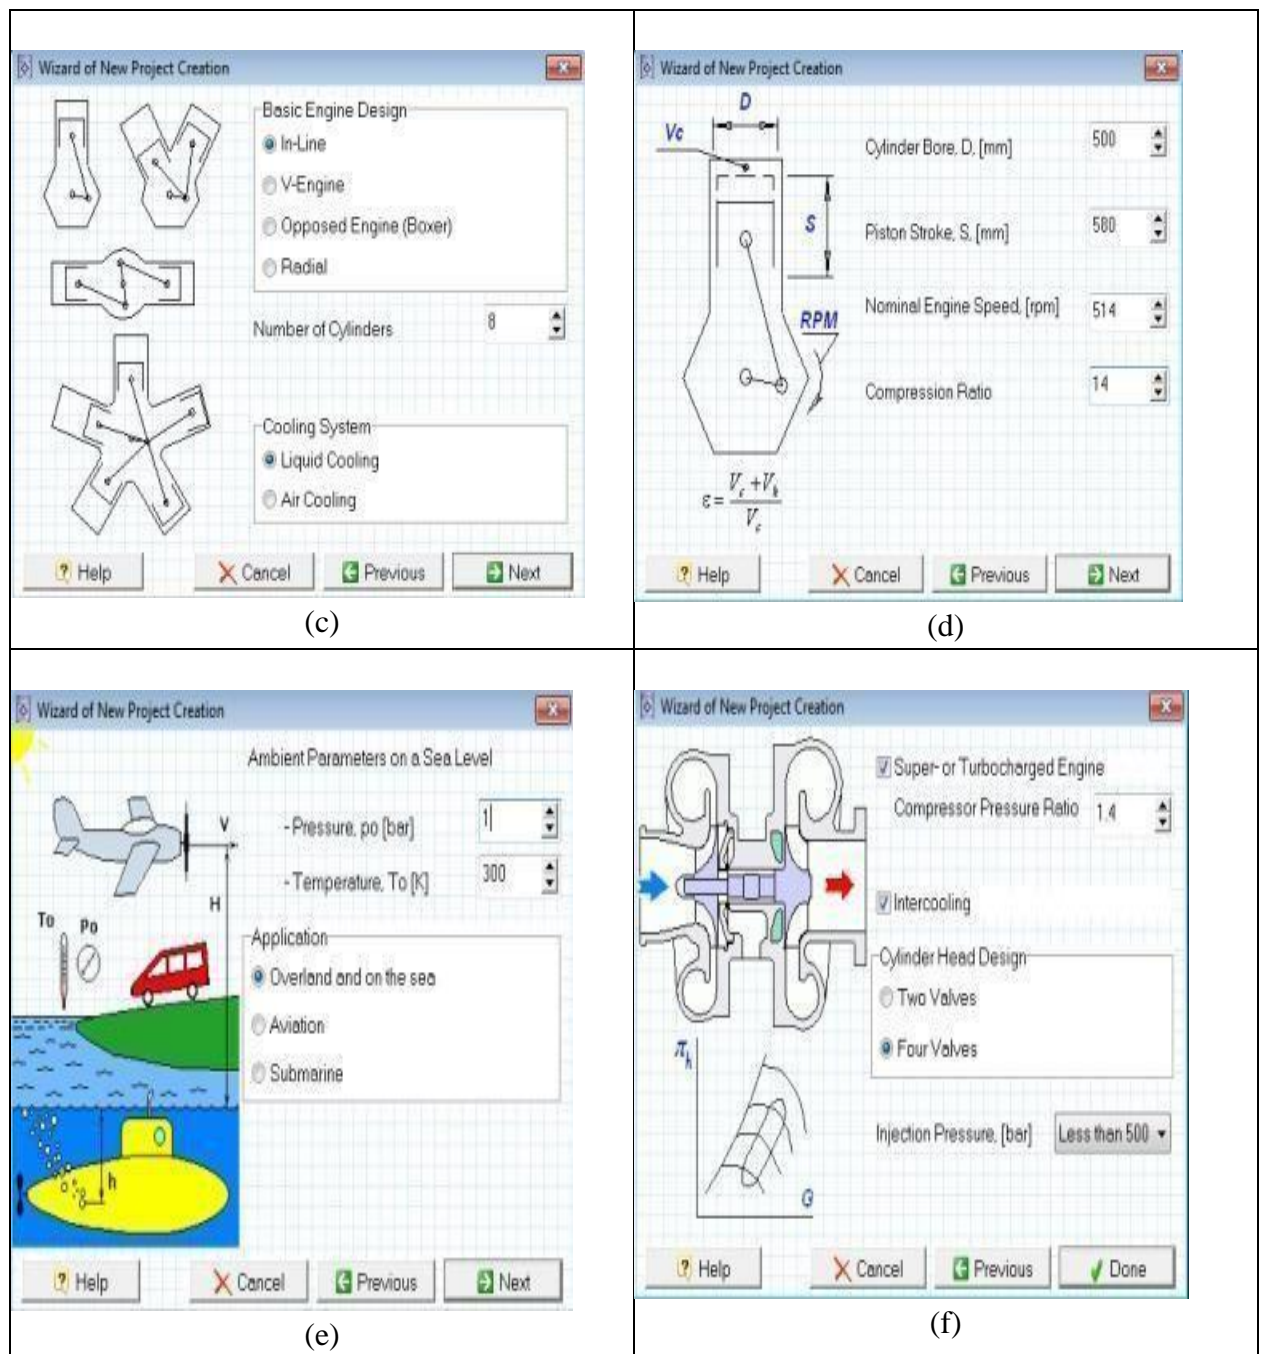 Wizard of New Project Creation
Basic Engine Design
In-Line
V-Engine
Opposed Engine (Boxer)
Radial
Number of Cylinders 8
Cooling System
Liquid Cooling
Air Cooling
Help Cancel Previous Next
(c)
Wizard of New Project Creation
D
Vc
Cylinder Bore, D, [mm] 500
S
Piston Stroke, S, [mm] 580
Nominal Engine Speed, [rpm] 514
RPM
Compression Ratio 14
ε = (V_c + V_h) / V_c
Help Cancel Previous Next
(d)
Wizard of New Project Creation
Ambient Parameters on a Sea Level
V
- Pressure, po [bar] 1
- Temperature, To [K] 300
H
To Po
Application
Overland and on the sea
Aviation
Submarine
h
Help Cancel Previous Next
(e)
Wizard of New Project Creation
Super- or Turbocharged Engine
Compressor Pressure Ratio 1.4
Intercooling
Cylinder Head Design
Two Valves
Four Valves
π_h
Injection Pressure, [bar] Less than 500
G
Help Cancel Previous Done
(f)